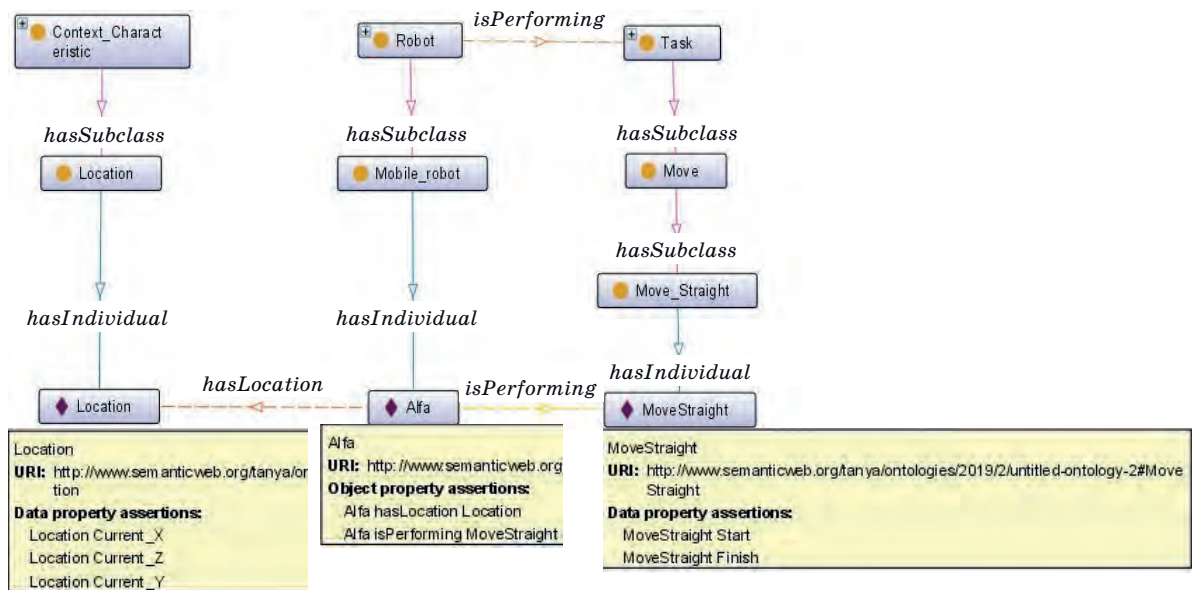 isPerforming
Context_Charact
eristic
Robot
Task
hasSubclass
hasSubclass
hasSubclass
Location
Mobile_robot
Move
hasSubclass
Move_Straight
hasIndividual
hasIndividual
hasIndividual
hasLocation
isPerforming
Location
Alfa
MoveStraight
Location
URI: http://www.semanticweb.org/tanya/or
tion
Data property assertions:
Location Current_X
Location Current_Z
Location Current_Y
Alfa
URI: http://www.semanticweb.org
Object property assertions:
Alfa hasLocation Location
Alfa isPerforming MoveStraight
MoveStraight
URI: http://www.semanticweb.org/tanya/ontologies/2019/2/untitled-ontology-2#Move
Straight
Data property assertions:
MoveStraight Start
MoveStraight Finish